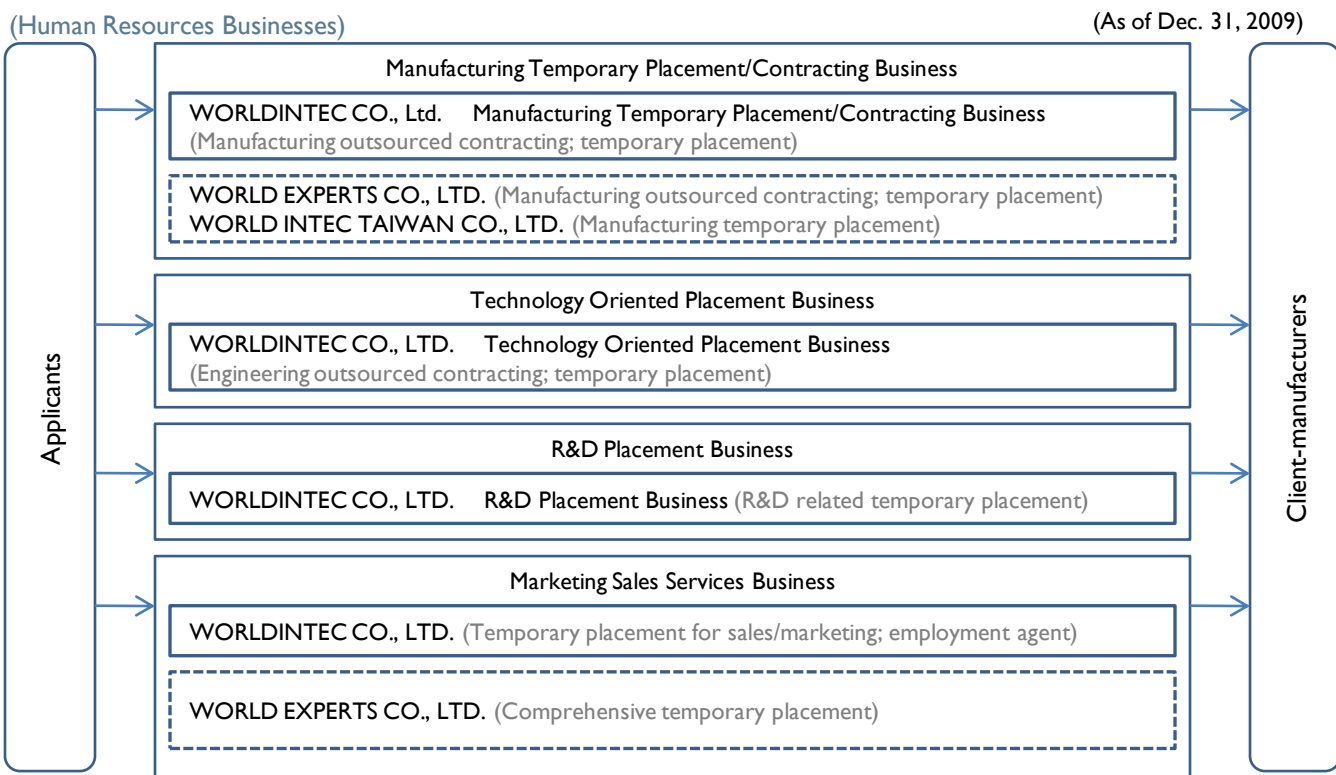 (Human Resources Businesses)
(As of Dec. 31, 2009)
Applicants
Manufacturing Temporary Placement/Contracting Business
WORLDINTEC CO., Ltd. Manufacturing Temporary Placement/Contracting Business
(Manufacturing outsourced contracting; temporary placement)
WORLD EXPERTS CO., LTD. (Manufacturing outsourced contracting; temporary placement)
WORLD INTEC TAIWAN CO., LTD. (Manufacturing temporary placement)
Technology Oriented Placement Business
WORLDINTEC CO., LTD. Technology Oriented Placement Business
(Engineering outsourced contracting; temporary placement)
R&D Placement Business
WORLDINTEC CO., LTD. R&D Placement Business (R&D related temporary placement)
Marketing Sales Services Business
WORLDINTEC CO., LTD. (Temporary placement for sales/marketing; employment agent)
WORLD EXPERTS CO., LTD. (Comprehensive temporary placement)
Client-manufacturers